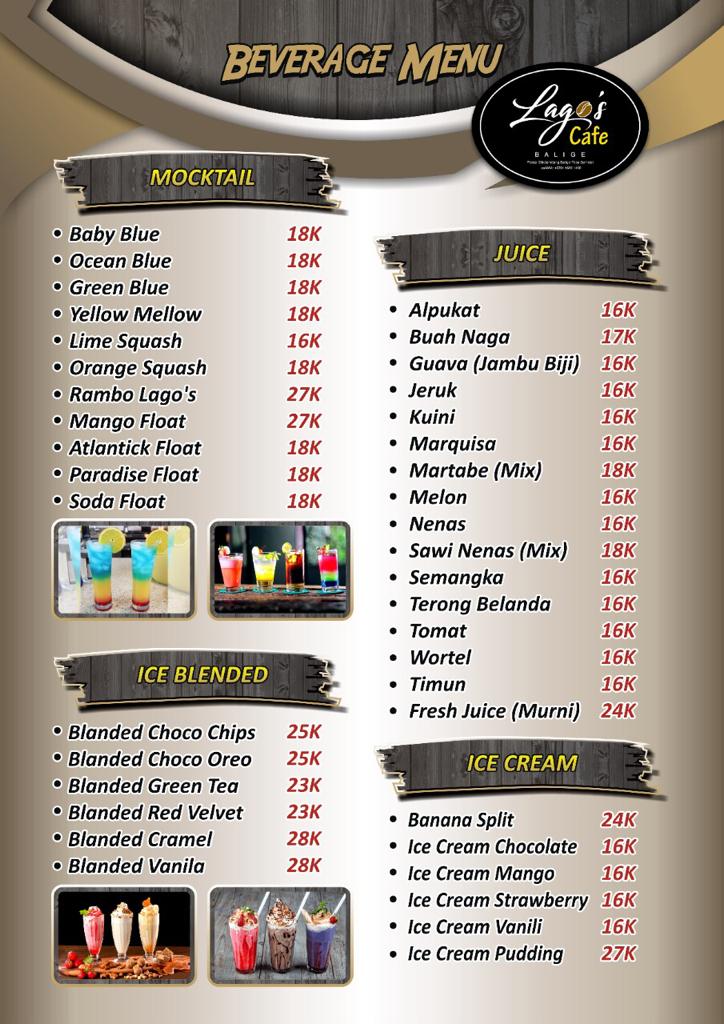 Beverage Menu
Lago's
Cafe
BALIGE
MOCKTAIL
• Baby Blue 18K
• Ocean Blue 18K
• Green Blue 18K
• Yellow Mellow 18K
• Lime Squash 16K
• Orange Squash 18K
• Rambo Lago's 27K
• Mango Float 27K
• Atlantick Float 18K
• Paradise Float 18K
• Soda Float 18K
ICE BLENDED
• Blanded Choco Chips 25K
• Blanded Choco Oreo 25K
• Blanded Green Tea 23K
• Blanded Red Velvet 23K
• Blanded Cramel 28K
• Blanded Vanila 28K
JUICE
• Alpukat 16K
• Buah Naga 17K
• Guava (Jambu Biji) 16K
• Jeruk 16K
• Kuini 16K
• Marquisa 16K
• Martabe (Mix) 18K
• Melon 16K
• Nenas 16K
• Sawi Nenas (Mix) 18K
• Semangka 16K
• Terong Belanda 16K
• Tomat 16K
• Wortel 16K
• Timun 16K
• Fresh Juice (Murni) 24K
ICE CREAM
• Banana Split 24K
• Ice Cream Chocolate 16K
• Ice Cream Mango 16K
• Ice Cream Strawberry 16K
• Ice Cream Vanili 16K
• Ice Cream Pudding 27K